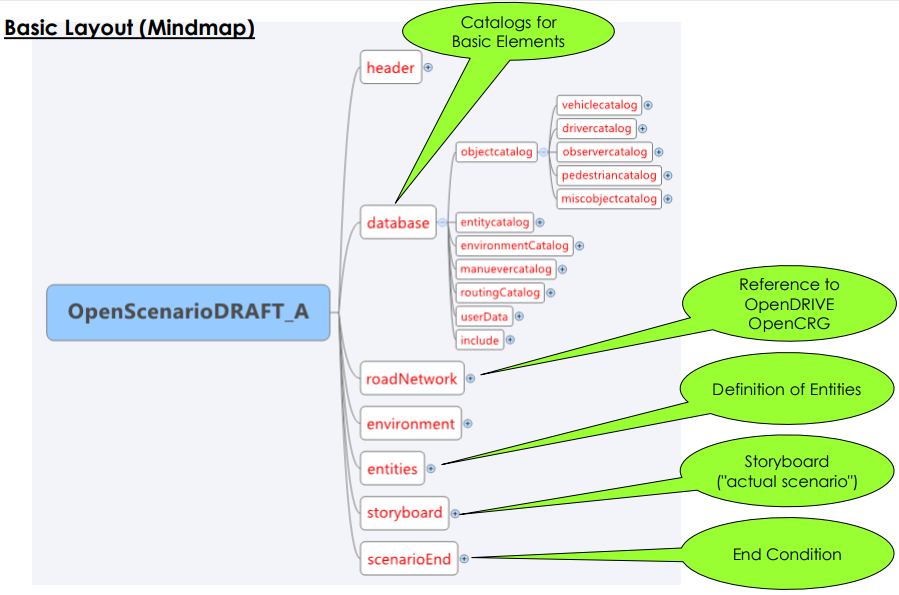 Basic Layout (Mindmap)
Catalogs for
Basic Elements
header
vehiclecatalog
drivercatalog
objectcatalog
observercatalog
pedestriancatalog
miscobjectcatalog
database
entitycatalog
environmentCatalog
manuevercatalog
routingCatalog
userData
include
OpenScenarioDRAFT_A
Reference to
OpenDRIVE
OpenCRG
roadNetwork
Definition of Entities
environment
entities
Storyboard
("actual scenario")
storyboard
End Condition
scenarioEnd